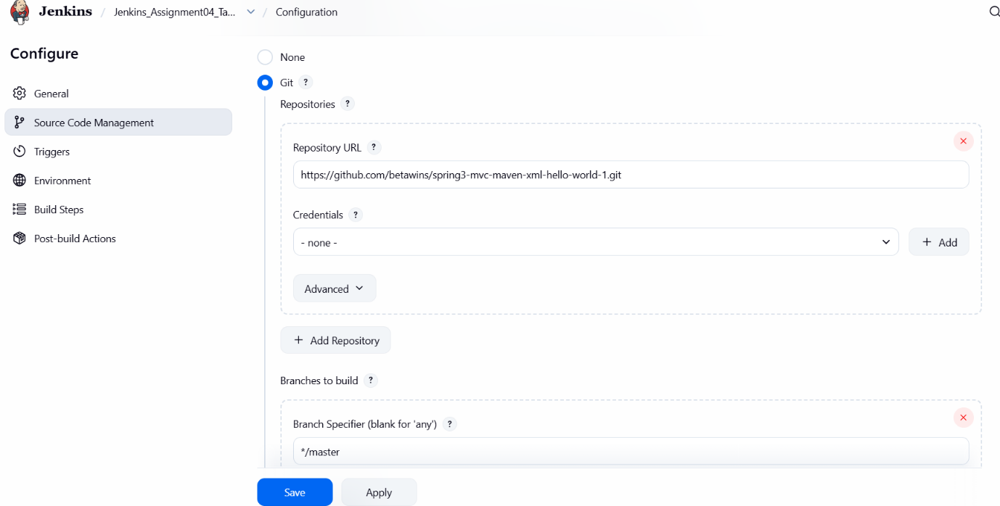 Jenkins / Jenkins_Assignment04_Ta... / Configuration
Configure
General
Source Code Management
Triggers
Environment
Build Steps
Post-build Actions
None
Git ?
Repositories ?
Repository URL ?
https://github.com/betawins/spring3-mvc-maven-xml-hello-world-1.git
Credentials ?
- none -
+ Add
Advanced
+ Add Repository
Branches to build ?
Branch Specifier (blank for 'any') ?
*/master
Save
Apply